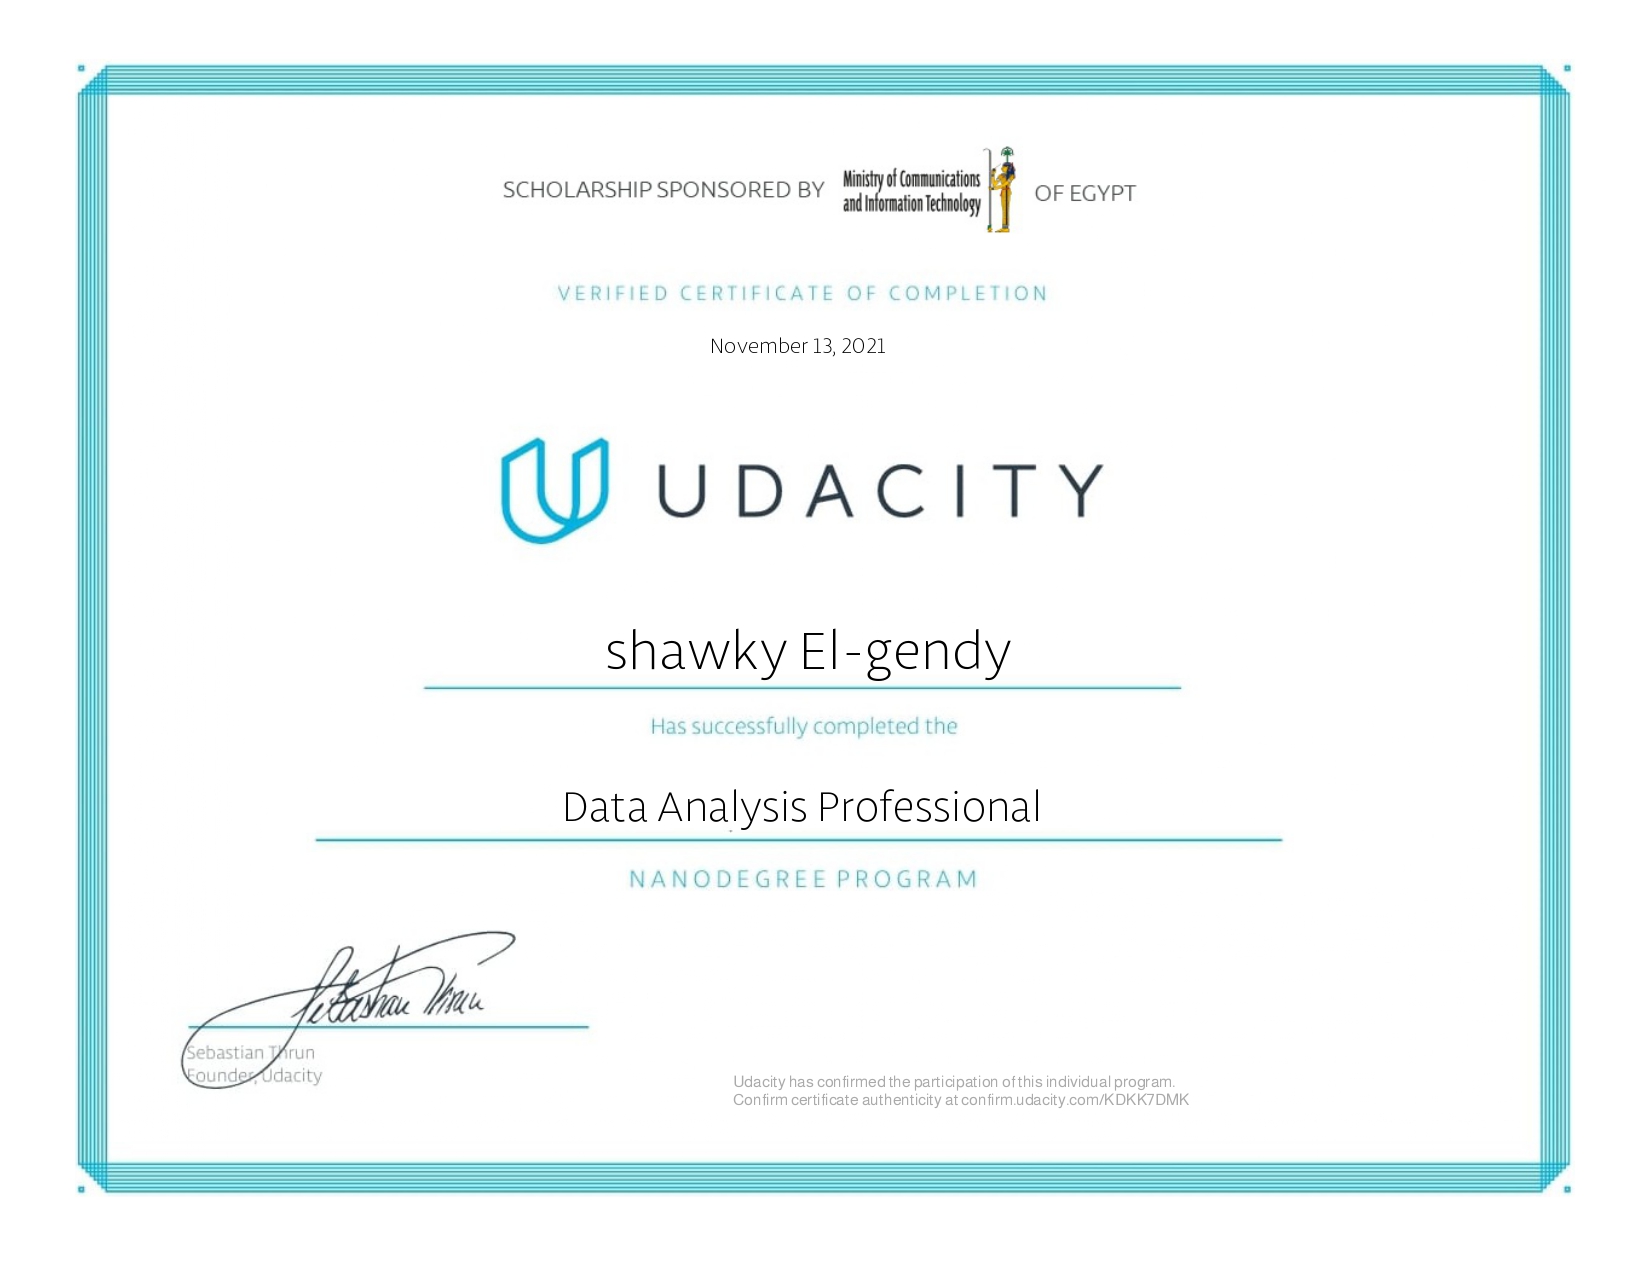 SCHOLARSHIP SPONSORED BY Ministry of Communications and Information Technology OF EGYPT
VERIFIED CERTIFICATE OF COMPLETION
November 13, 2021
UDACITY
shawky El-gendy
Has successfully completed the
Data Analysis Professional
NANODEGREE PROGRAM
Sebastian Thrun
Sebastian Thrun
Founder, Udacity
Udacity has confirmed the participation of this individual program.
Confirm certificate authenticity at confirm.udacity.com/KDKK7DMK